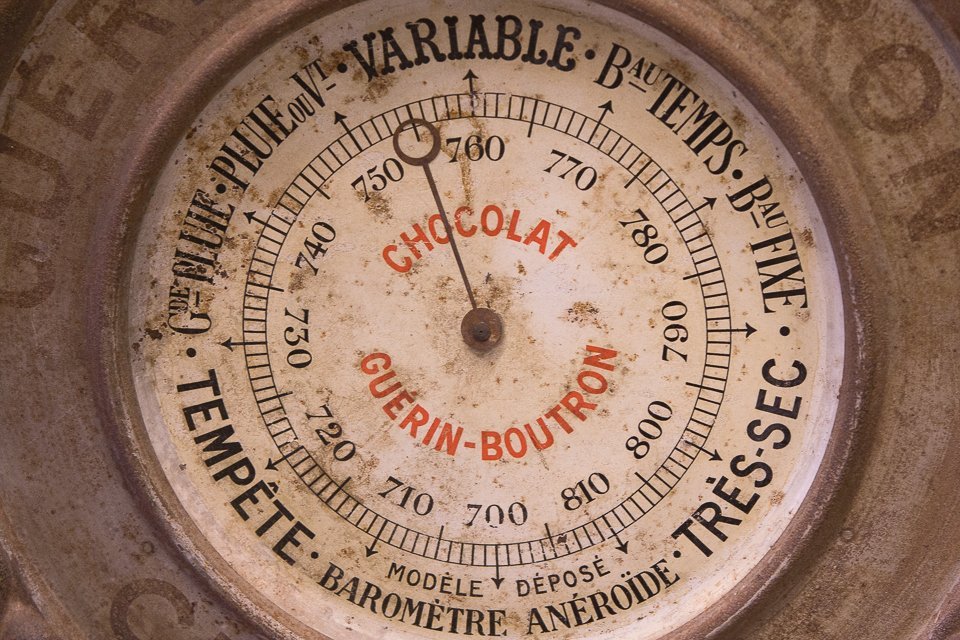 TEMPÊTE · Gᴰᴱ PLUIE · PLUIE OU Vᵀ · VARIABLE · Bᴬᵁ TEMPS · Bᴬᵁ FIXE · TRÈS-SEC ·
700 710 720 730 740 750 760 770 780 790 800 810
CHOCOLAT
GUÉRIN-BOUTRON
MODÈLE DÉPOSÉ
BAROMÈTRE ANÉROÏDE